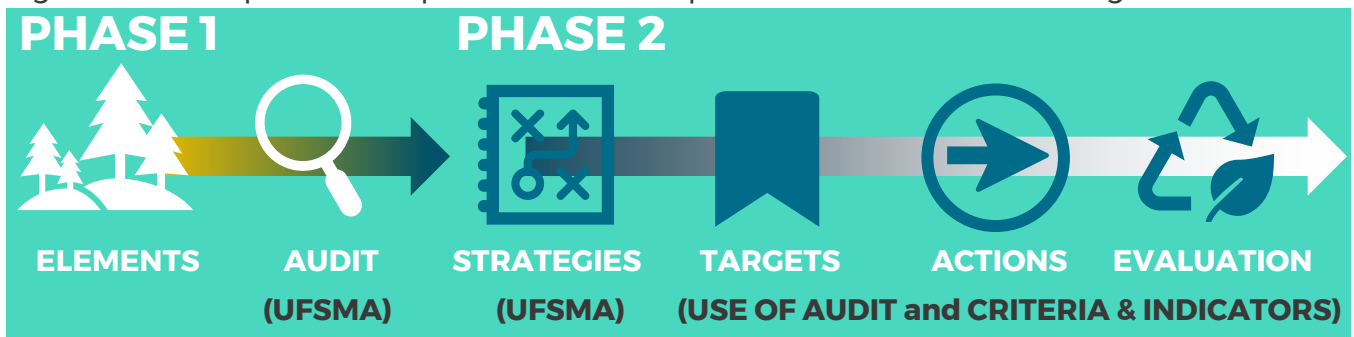 PHASE 1 PHASE 2
ELEMENTS AUDIT STRATEGIES TARGETS ACTIONS EVALUATION
(UFSMA) (UFSMA) (USE OF AUDIT and CRITERIA & INDICATORS)